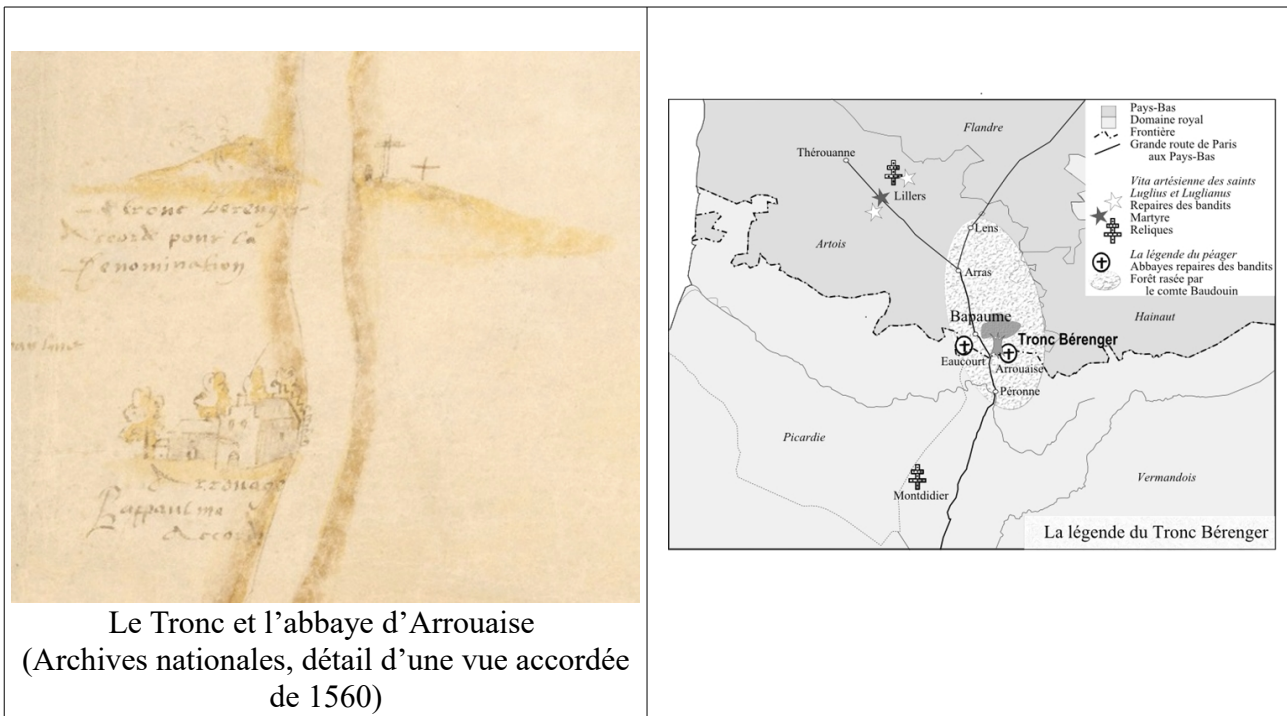 tronc berenger
pour la
denomination
Le Tronc et l’abbaye d’Arrouaise
(Archives nationales, détail d’une vue accordée
de 1560)
Pays-Bas
Domaine royal
Frontière
Grande route de Paris
aux Pays-Bas
Vita artésienne des saints
Luglius et Luglianus
Repaires des bandits
Martyre
Reliques
La légende du péager
Abbayes repaires des bandits
Forêt rasée par
le comte Baudouin
Flandre
Thérouanne
Lillers
Lens
Artois
Arras
Hainaut
Bapaume
Tronc Bérenger
Eaucourt
Arrouaise
Péronne
Picardie
Vermandois
Montdidier
La légende du Tronc Bérenger